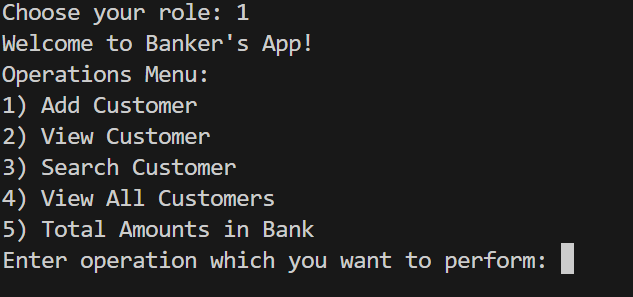 Choose your role: 1
Welcome to Banker's App!
Operations Menu:
1) Add Customer
2) View Customer
3) Search Customer
4) View All Customers
5) Total Amounts in Bank
Enter operation which you want to perform: